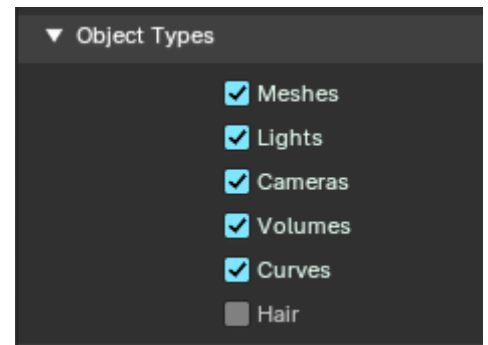 Object Types
Meshes
Lights
Cameras
Volumes
Curves
Hair